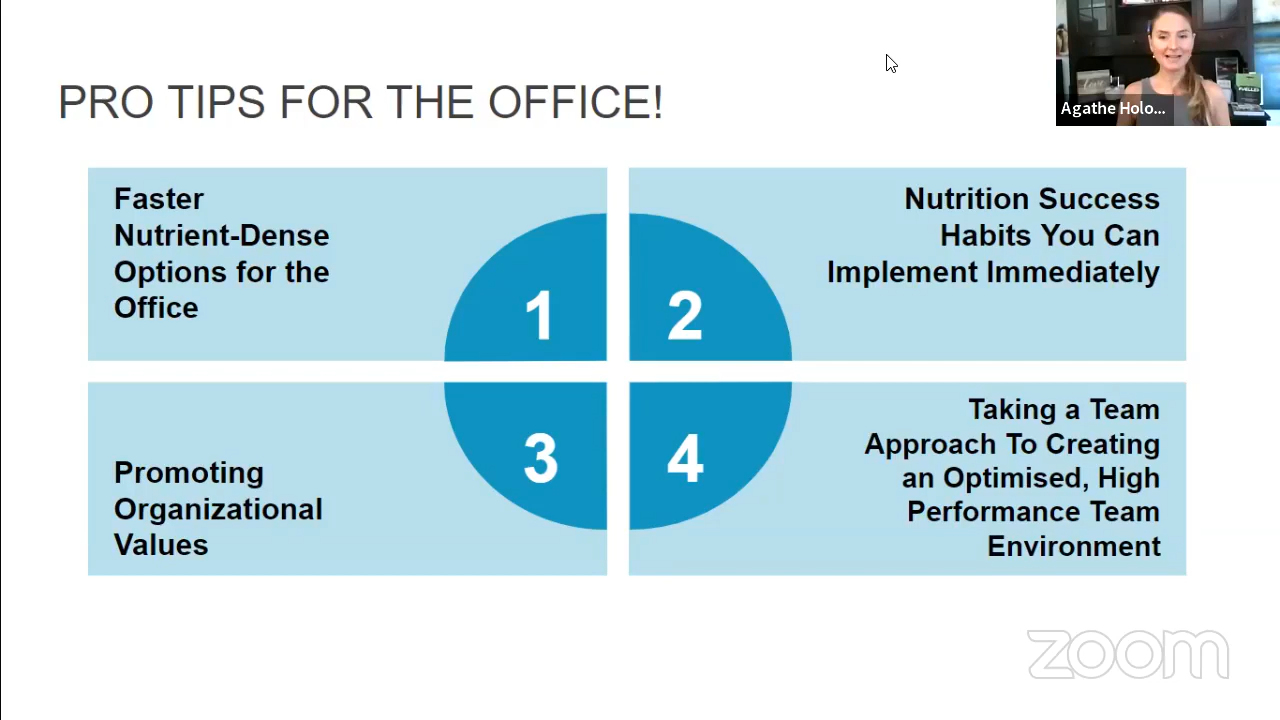 PRO TIPS FOR THE OFFICE!
Agathe Holo...
Faster
Nutrient-Dense
Options for the
Office
1
2
Nutrition Success
Habits You Can
Implement Immediately
Promoting
Organizational
Values
3
4
Taking a Team
Approach To Creating
an Optimised, High
Performance Team
Environment
zoom